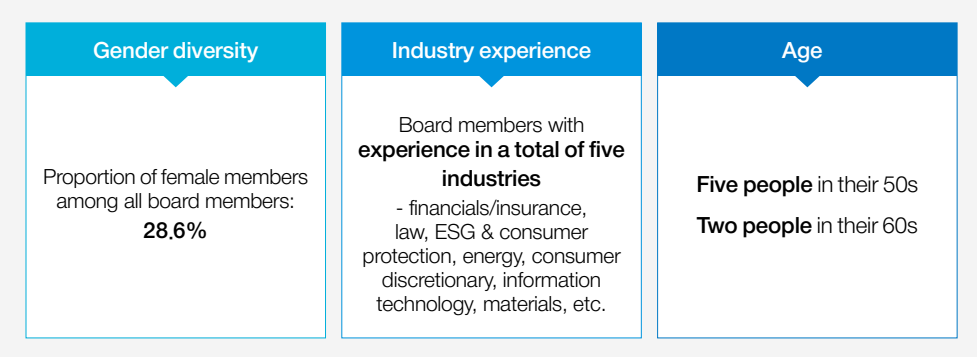 Gender diversity
Proportion of female members
among all board members:
28.6%
Industry experience
Board members with
experience in a total of five
industries
- financials/insurance,
law, ESG & consumer
protection, energy, consumer
discretionary, information
technology, materials, etc.
Age
Five people in their 50s
Two people in their 60s